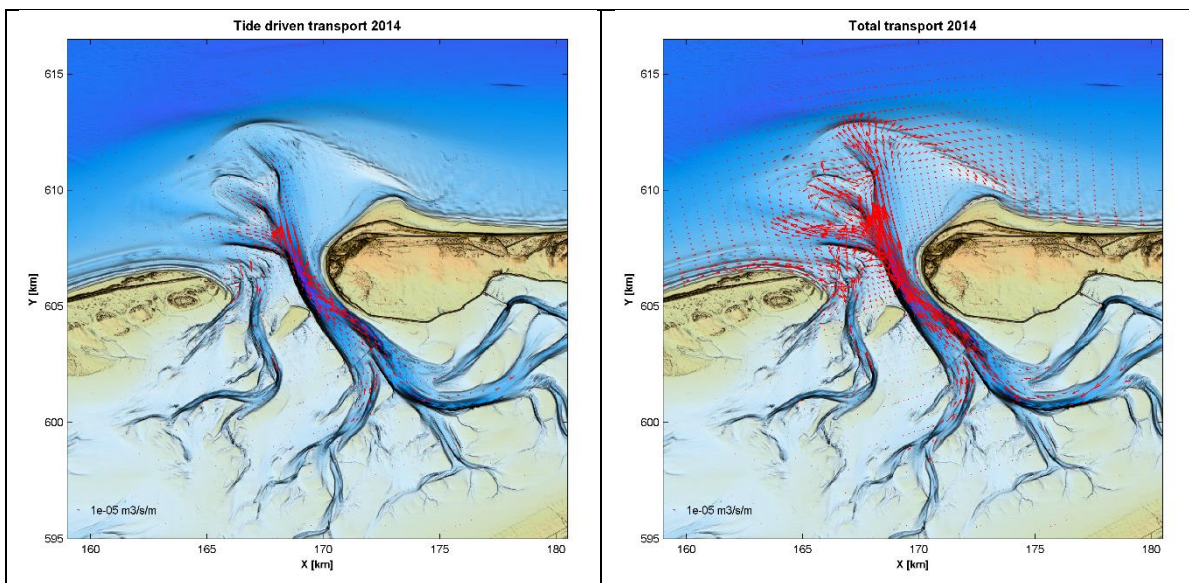 Tide driven transport 2014
615
610
Y [km]
605
600
1e-05 m3/s/m
595
160
165
170
175
180
X [km]
Total transport 2014
615
610
Y [km]
605
600
1e-05 m3/s/m
595
160
165
170
175
180
X [km]